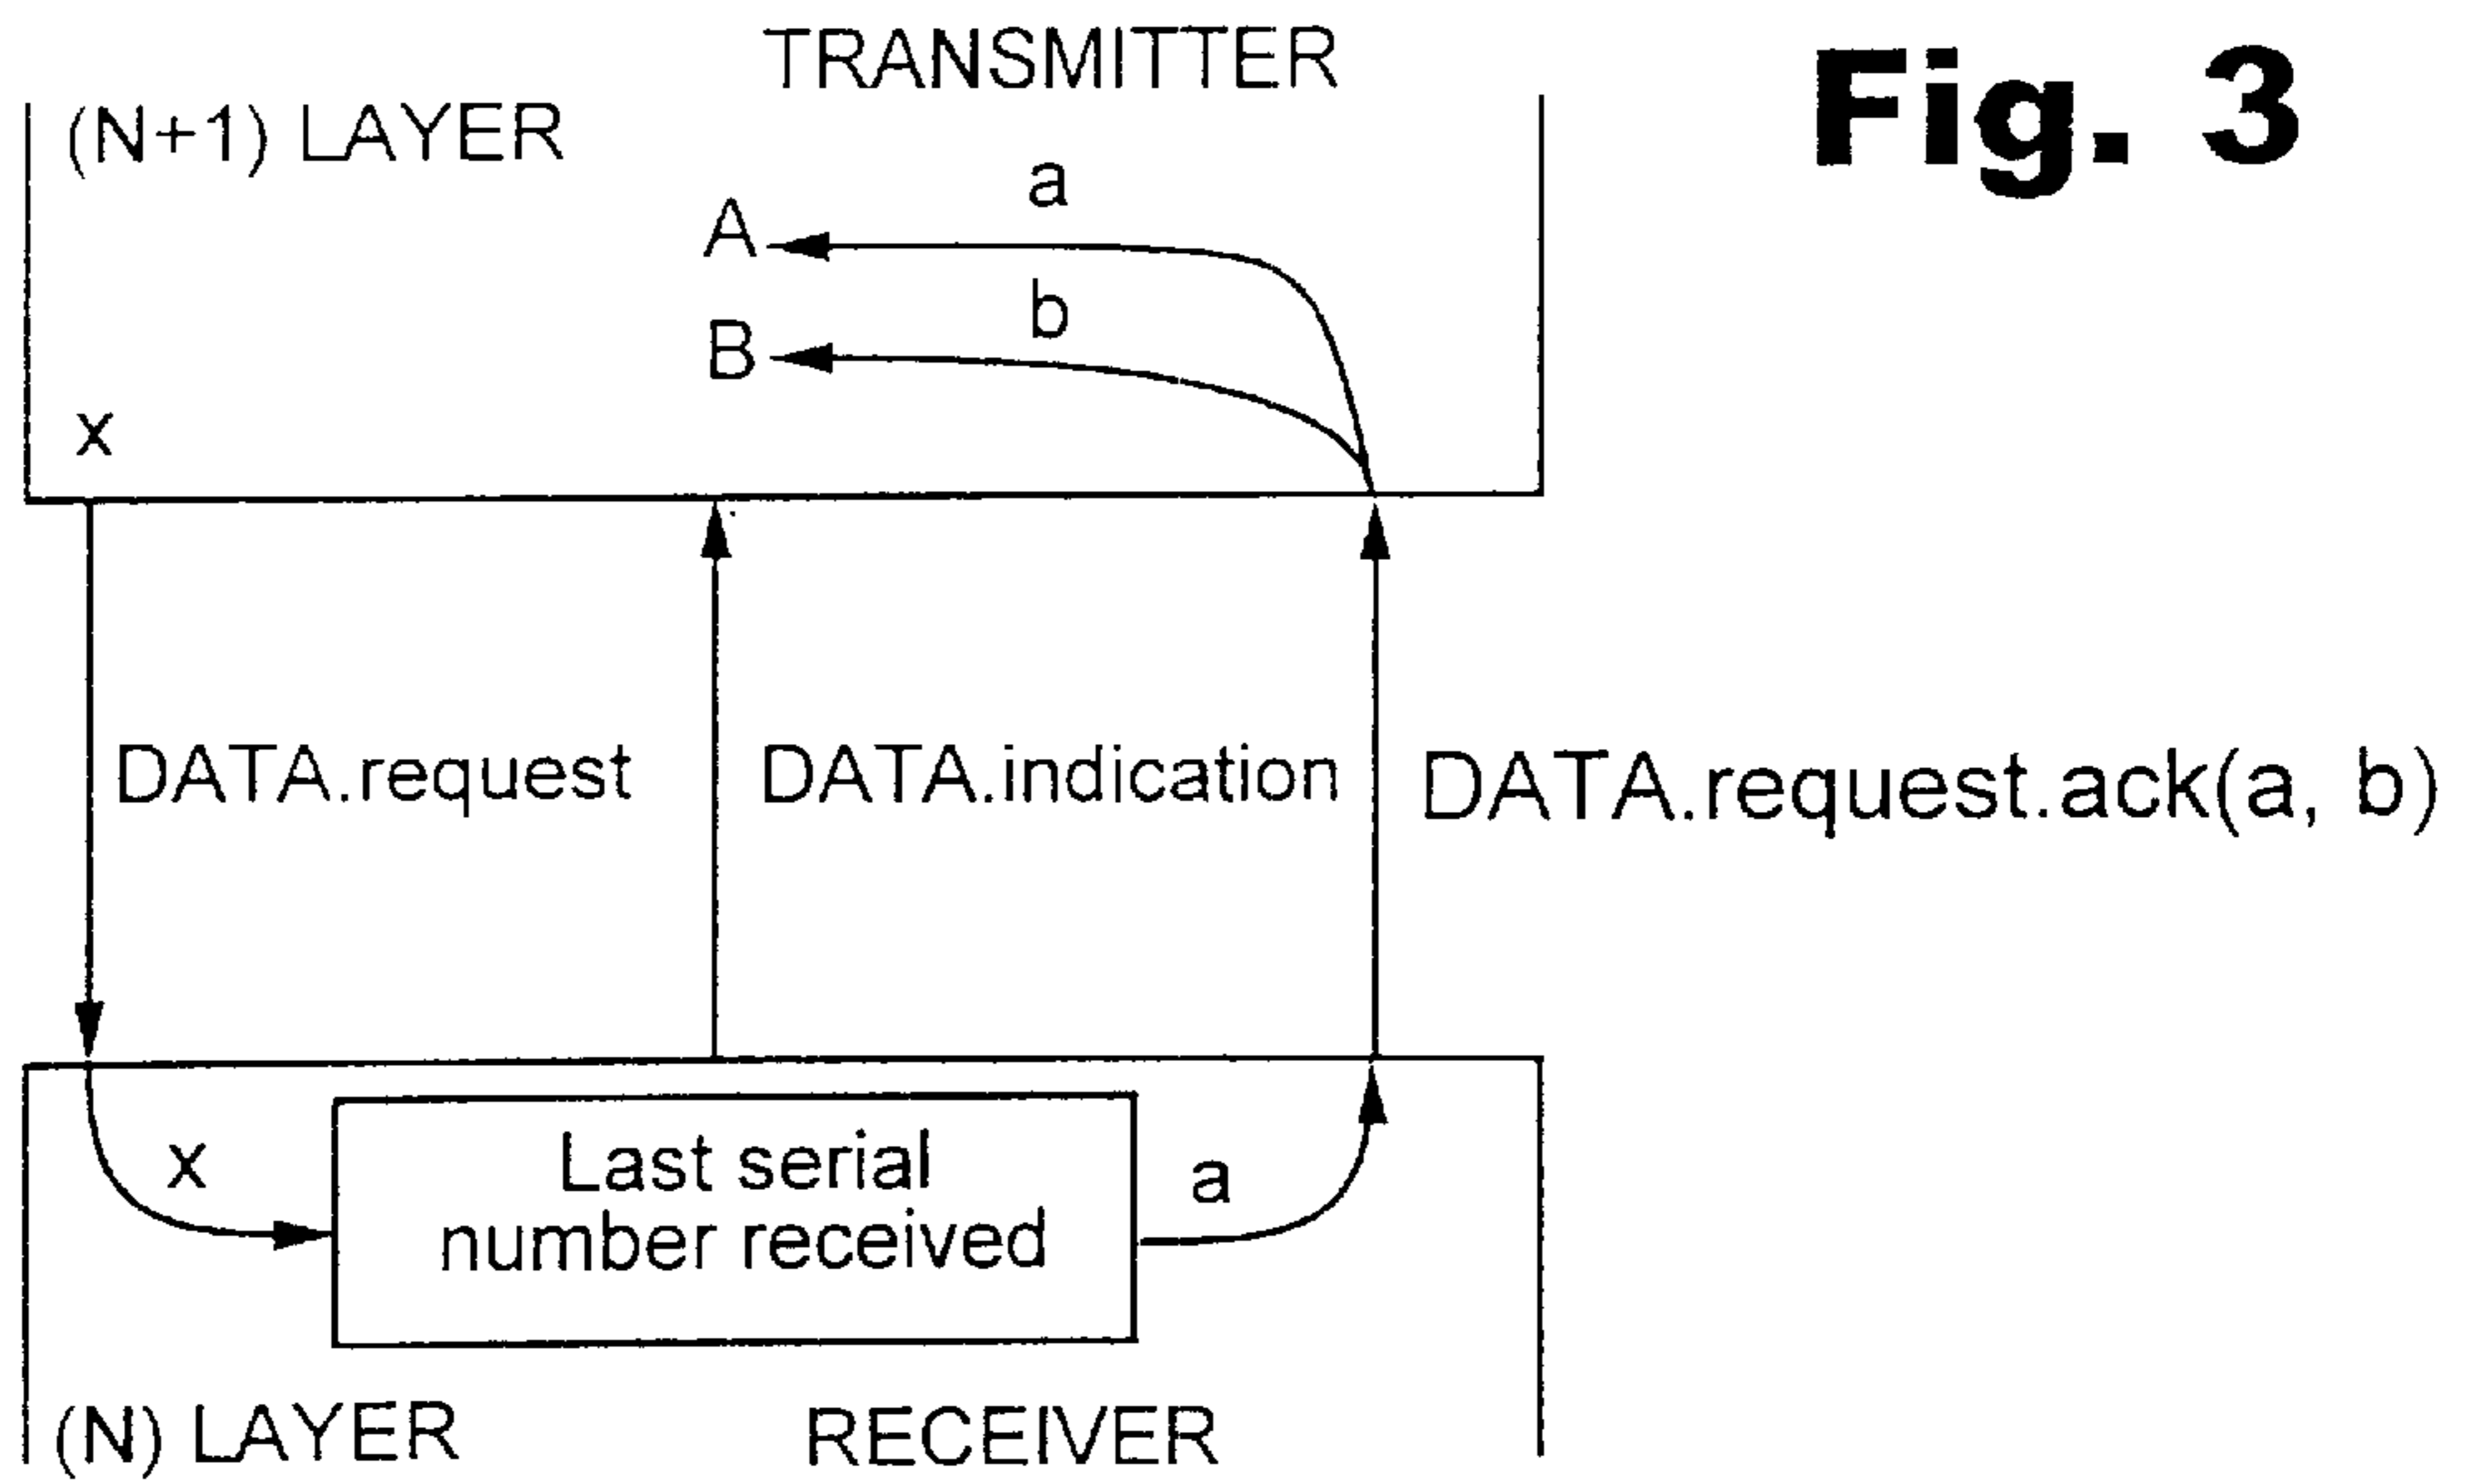 TRANSMITTER
Fig. 3
(N+1) LAYER
a
A
b
B
x
DATA.request
DATA.indication
DATA.request.ack(a, b)
x
Last serial
number received
a
(N) LAYER
RECEIVER